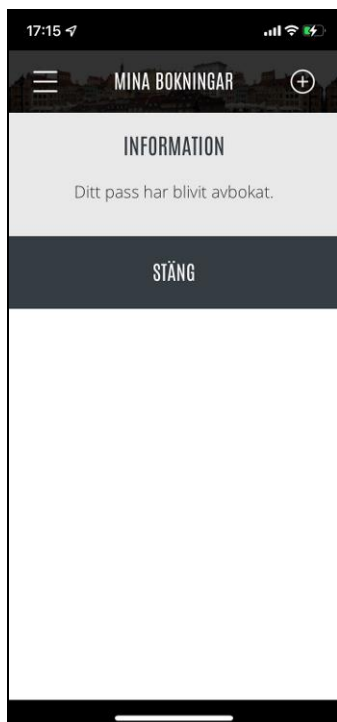 17:15
MINA BOKNINGAR
INFORMATION
Ditt pass har blivit avbokat.
STÄNG